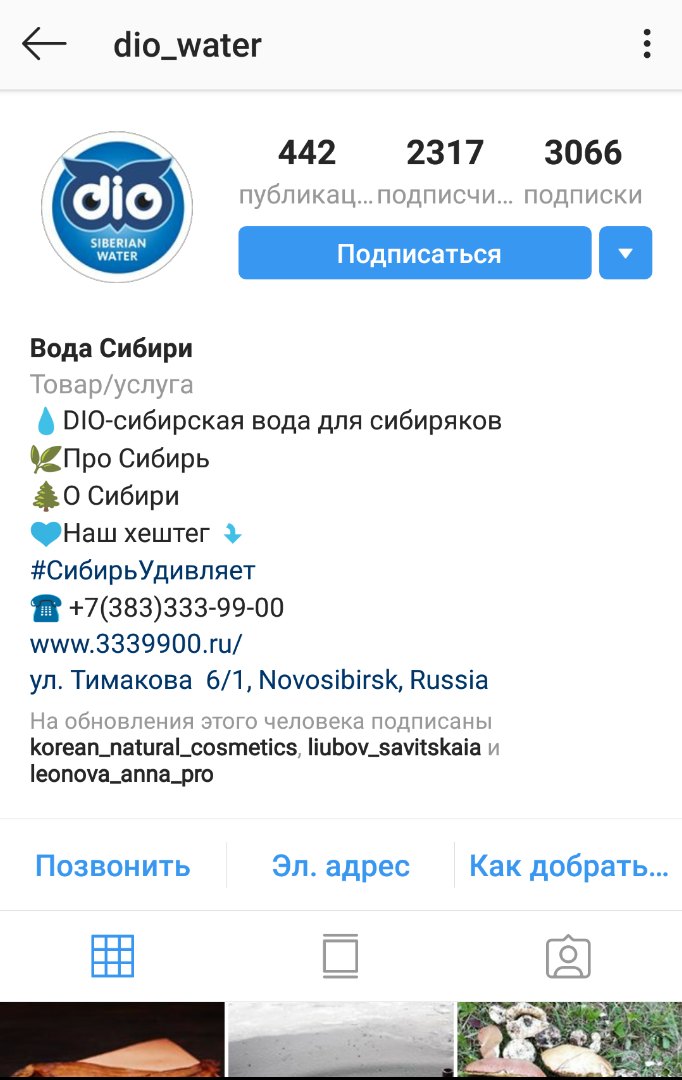 dio_water
442 2317 3066
публикац... подписчи... подписки
dio
SIBERIAN
WATER
Подписаться
Вода Сибири
Товар/услуга
💧DIO-сибирская вода для сибиряков
🌿Про Сибирь
🌲О Сибири
💙Наш хештег ⤵
#СибирьУдивляет
☎ +7(383)333-99-00
www.3339900.ru/
ул. Тимакова 6/1, Novosibirsk, Russia
На обновления этого человека подписаны
korean_natural_cosmetics, liubov_savitskaia и
leonova_anna_pro
Позвонить Эл. адрес Как добрать...